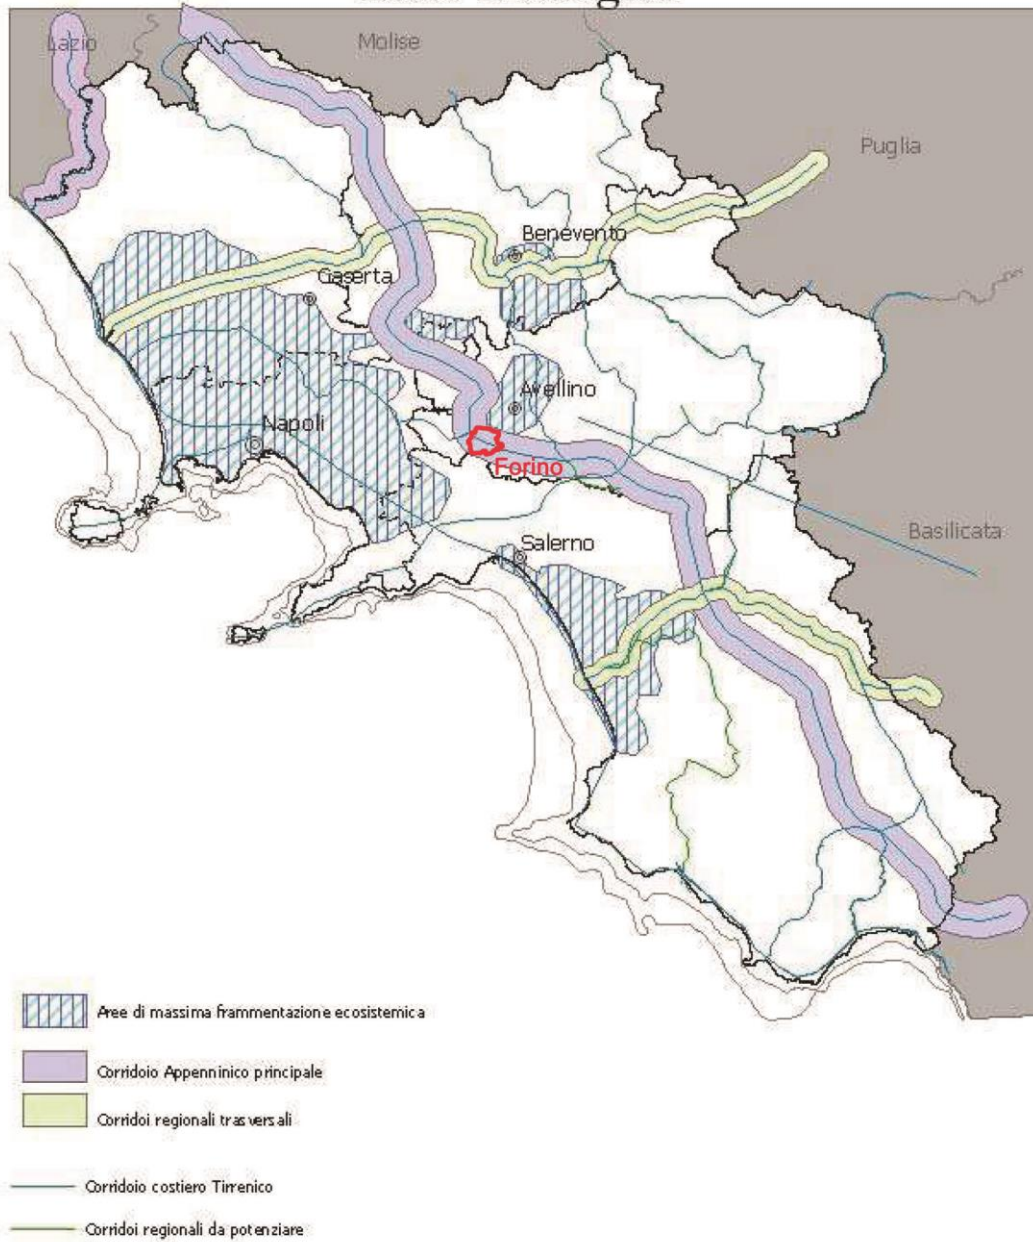 Lazio
Molise
Puglia
Benevento
Caserta
Avellino
Napoli
Forino
Basilicata
Salerno
Aree di massima frammentazione ecosistemica
Corridoio Appenninico principale
Corridoi regionali trasversali
Corridoio costiero Tirrenico
Corridoi regionali da potenziare